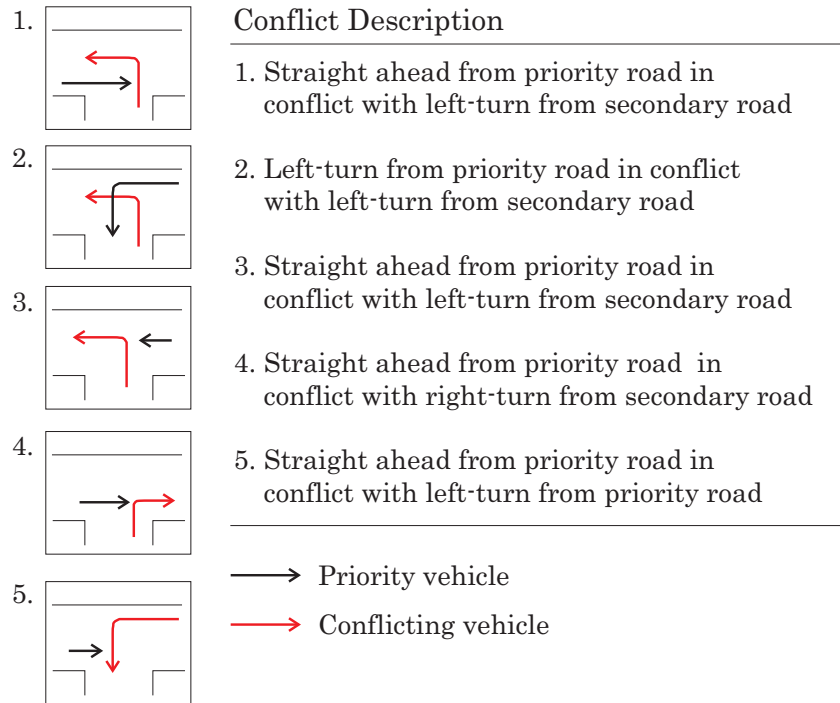 Conflict Description
1.
1. Straight ahead from priority road in
conflict with left-turn from secondary road
2.
2. Left-turn from priority road in conflict
with left-turn from secondary road
3.
3. Straight ahead from priority road in
conflict with left-turn from secondary road
4.
4. Straight ahead from priority road in
conflict with right-turn from secondary road
5.
5. Straight ahead from priority road in
conflict with left-turn from priority road
Priority vehicle
Conflicting vehicle